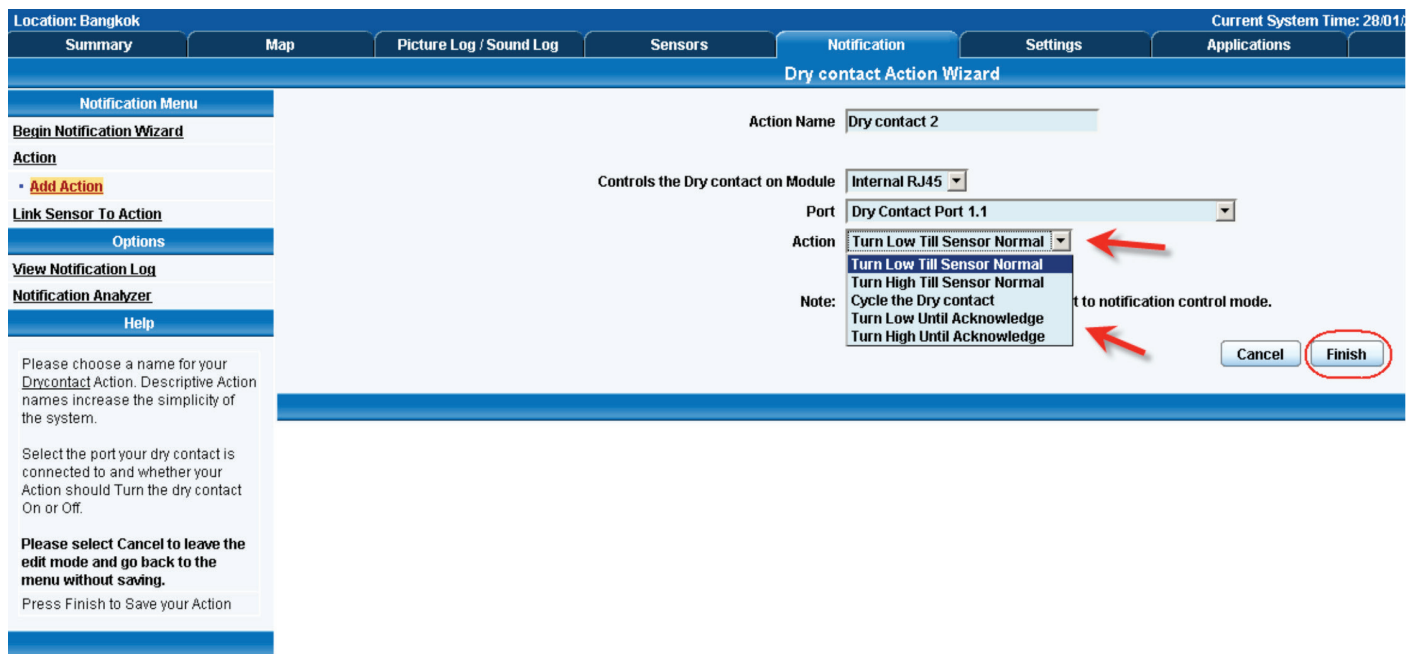 Location: Bangkok
Current System Time: 28/01/
Summary
Map
Picture Log / Sound Log
Sensors
Notification
Settings
Applications
Dry contact Action Wizard
Notification Menu
Begin Notification Wizard
Action
Add Action
Link Sensor To Action
Options
View Notification Log
Notification Analyzer
Help
Please choose a name for your
Drycontact Action. Descriptive Action
names increase the simplicity of
the system.
Select the port your dry contact is
connected to and whether your
Action should Turn the dry contact
On or Off.
Please select Cancel to leave the
edit mode and go back to the
menu without saving.
Press Finish to Save your Action
Action Name Dry contact 2
Controls the Dry contact on Module Internal RJ45
Port Dry Contact Port 1.1
Action Turn Low Till Sensor Normal
Turn Low Till Sensor Normal
Turn High Till Sensor Normal
Cycle the Dry contact
Turn Low Until Acknowledge
Turn High Until Acknowledge
Note: t to notification control mode.
Cancel
Finish